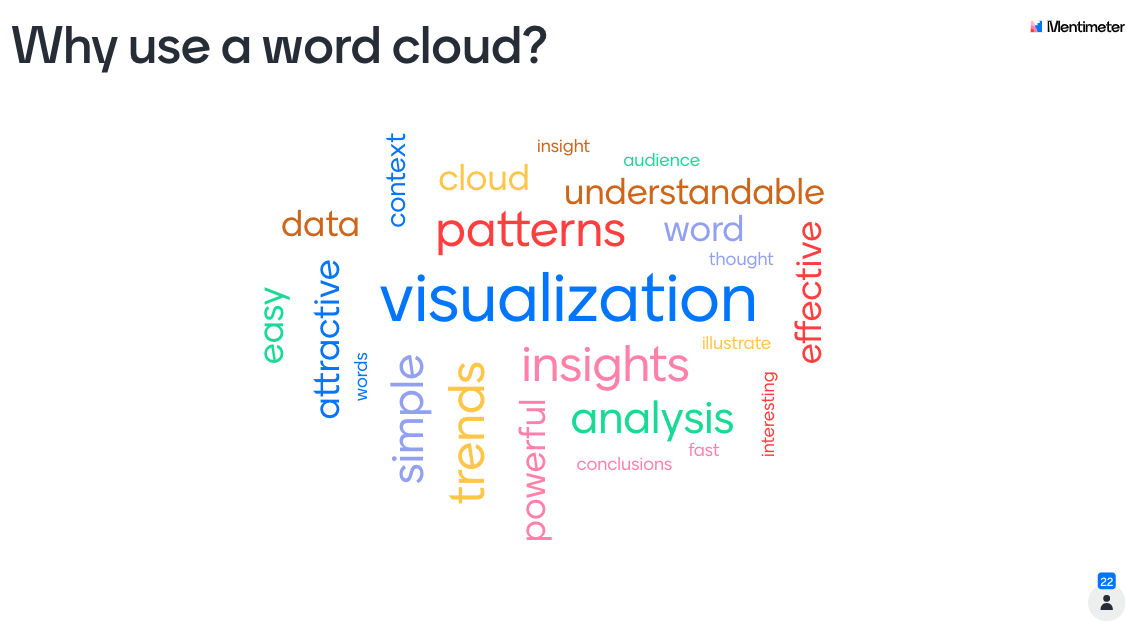 Why use a word cloud?
Mentimeter
context
insight
audience
cloud
understandable
data
patterns
word
thought
effective
easy
attractive
visualization
words
illustrate
simple
trends
insights
powerful
analysis
interesting
fast
conclusions
22